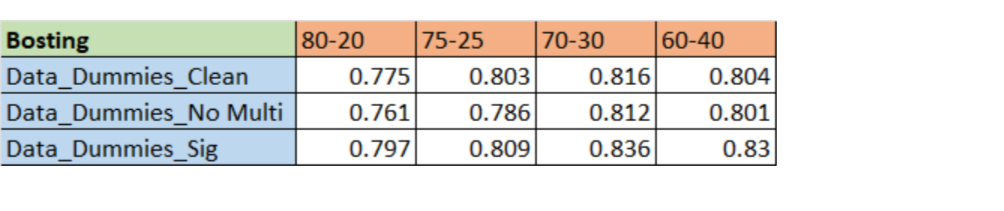 Bosting 80-20 75-25 70-30 60-40
Data_Dummies_Clean 0.775 0.803 0.816 0.804
Data_Dummies_No Multi 0.761 0.786 0.812 0.801
Data_Dummies_Sig 0.797 0.809 0.836 0.83